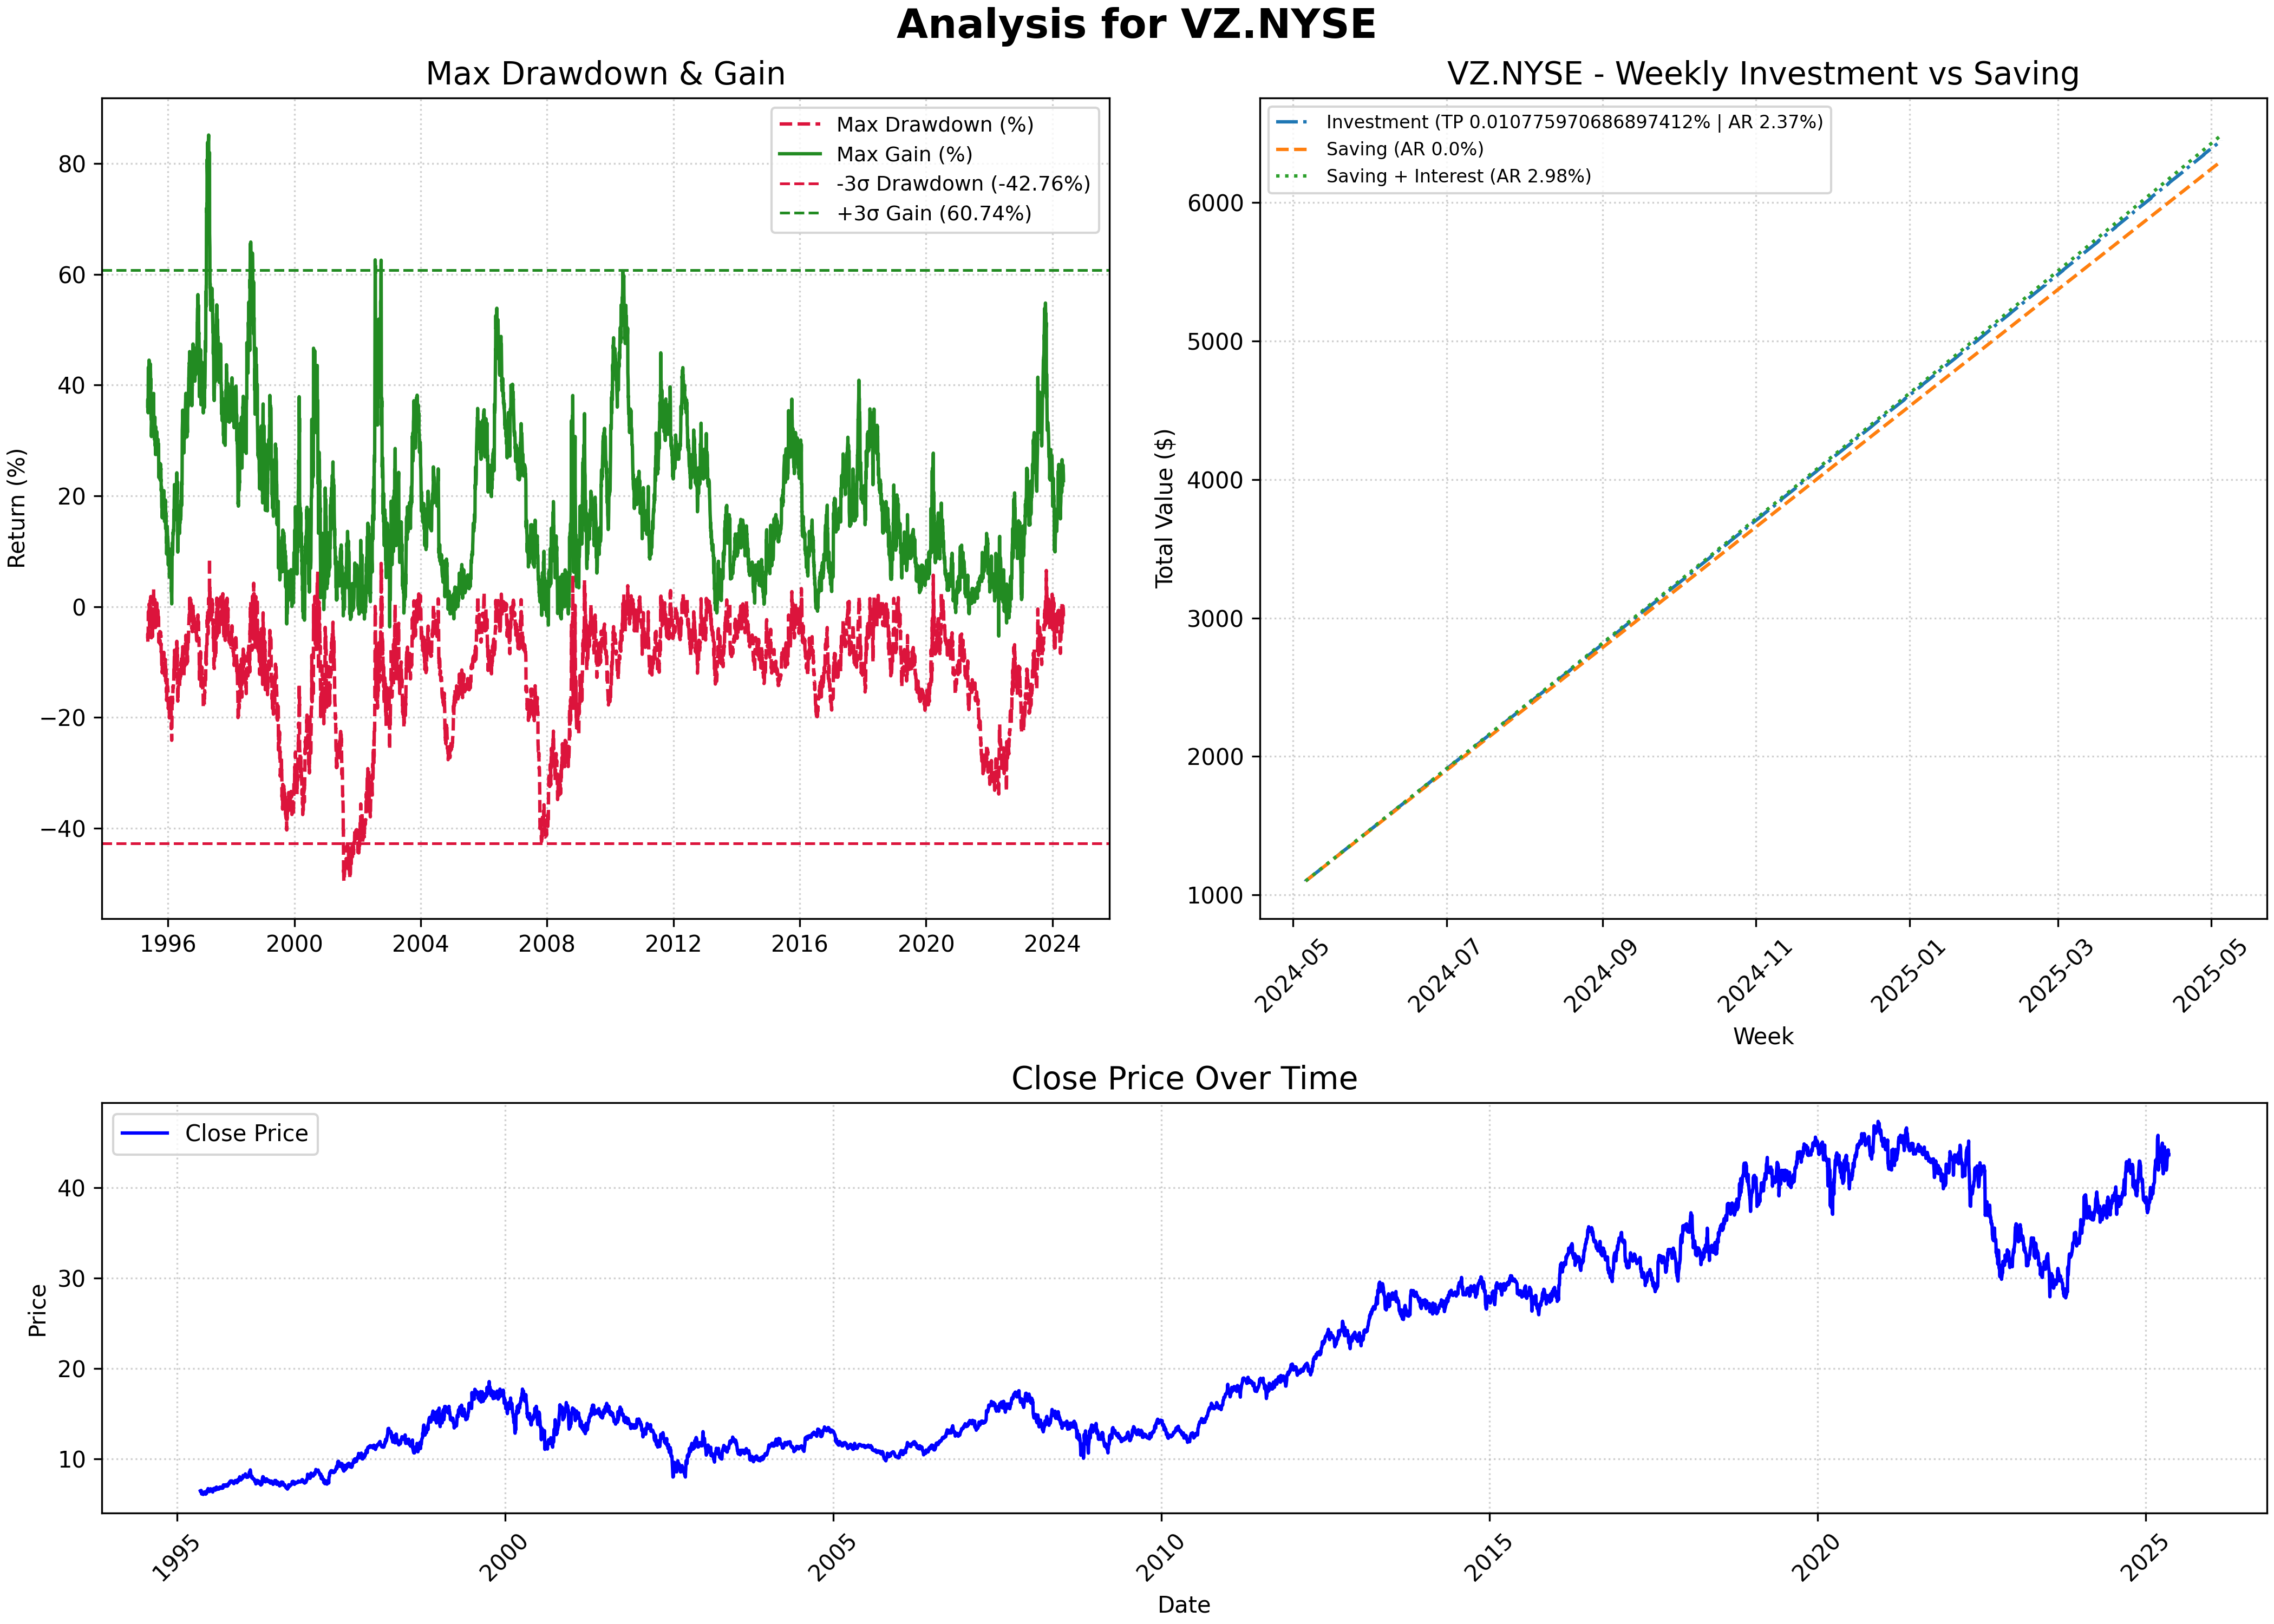 Analysis for VZ.NYSE
Max Drawdown & Gain
Return (%)
80
60
40
20
0
−20
−40
Max Drawdown (%)
Max Gain (%)
-3σ Drawdown (-42.76%)
+3σ Gain (60.74%)
1996 2000 2004 2008 2012 2016 2020 2024
VZ.NYSE - Weekly Investment vs Saving
Total Value ($)
6000
5000
4000
3000
2000
1000
Investment (TP 0.010775970686897412% | AR 2.37%)
Saving (AR 0.0%)
Saving + Interest (AR 2.98%)
2024-05 2024-07 2024-09 2024-11 2025-01 2025-03 2025-05
Week
Close Price Over Time
Price
40
30
20
10
Close Price
1995 2000 2005 2010 2015 2020 2025
Date